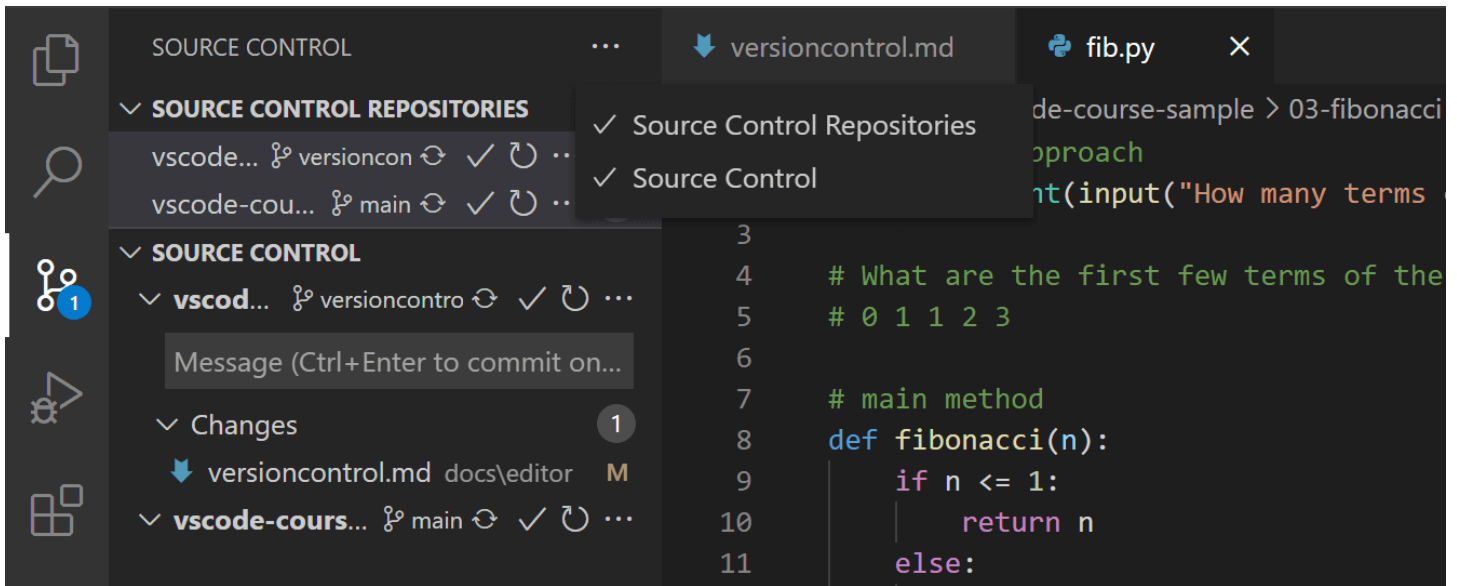 SOURCE CONTROL
SOURCE CONTROL REPOSITORIES
vscode... versioncon
vscode-cou... main
SOURCE CONTROL
vscod... versioncontro
Message (Ctrl+Enter to commit on...
Changes 1
versioncontrol.md docs\editor M
vscode-cours... main
1
Source Control Repositories
Source Control
versioncontrol.md
fib.py
de-course-sample > 03-fibonacci
pproach
nt(input("How many terms
3
4 # What are the first few terms of the
5 # 0 1 1 2 3
6
7 # main method
8 def fibonacci(n):
9 if n <= 1:
10 return n
11 else: